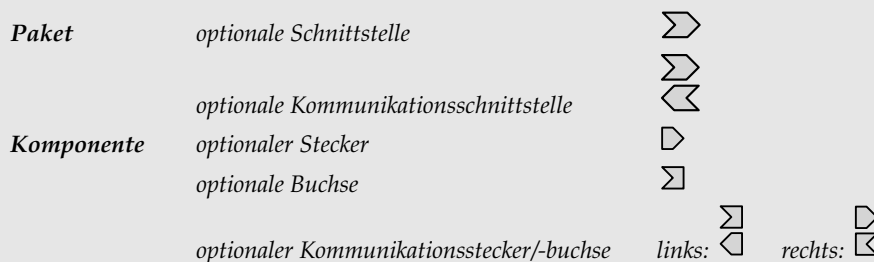 Paket optionale Schnittstelle
optionale Kommunikationsschnittstelle
Komponente optionaler Stecker
optionale Buchse
optionaler Kommunikationsstecker/-buchse links: rechts: